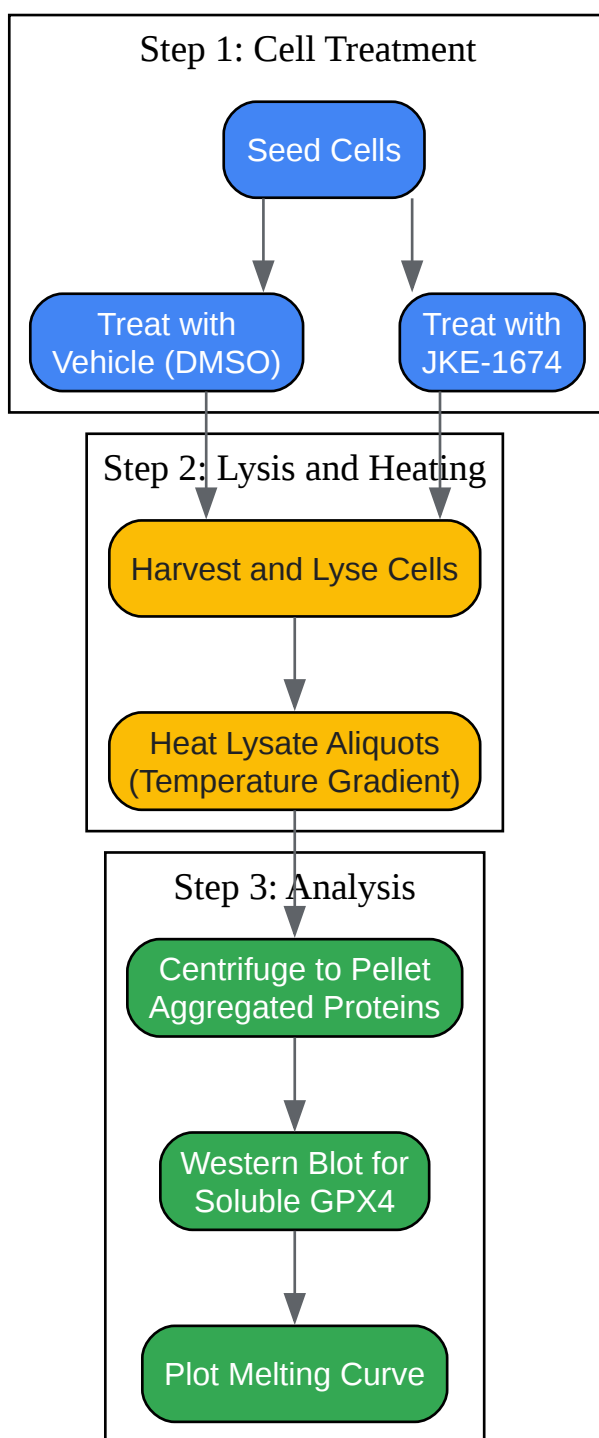 Step 1: Cell Treatment
Seed Cells
Treat with
Vehicle (DMSO)
Treat with
JKE-1674
Step 2: Lysis and Heating
Harvest and Lyse Cells
Heat Lysate Aliquots
(Temperature Gradient)
Step 3: Analysis
Centrifuge to Pellet
Aggregated Proteins
Western Blot for
Soluble GPX4
Plot Melting Curve